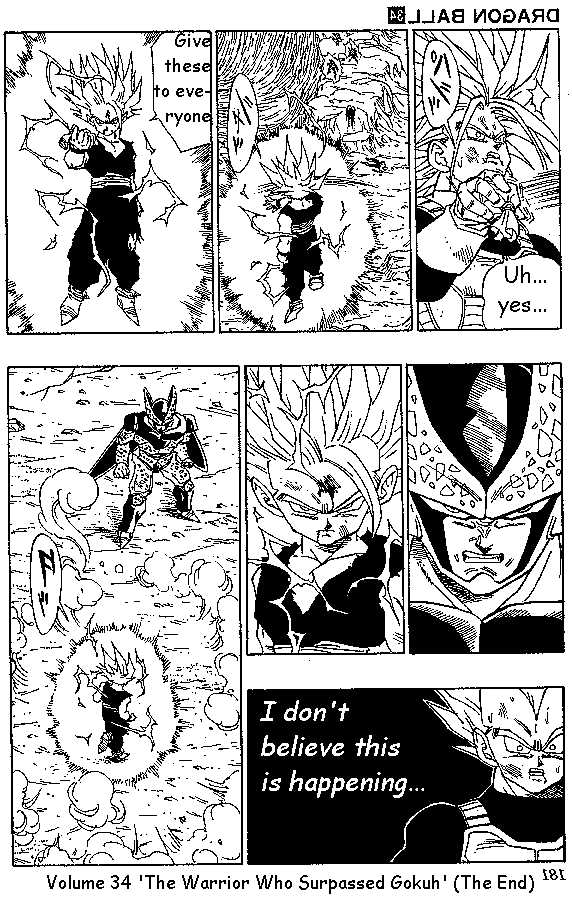 DRAGON BALL 34
Give
these
to eve-
ryone
Uh...
yes...
I don't
believe this
is happening...
181
Volume 34 'The Warrior Who Surpassed Gokuh' (The End)